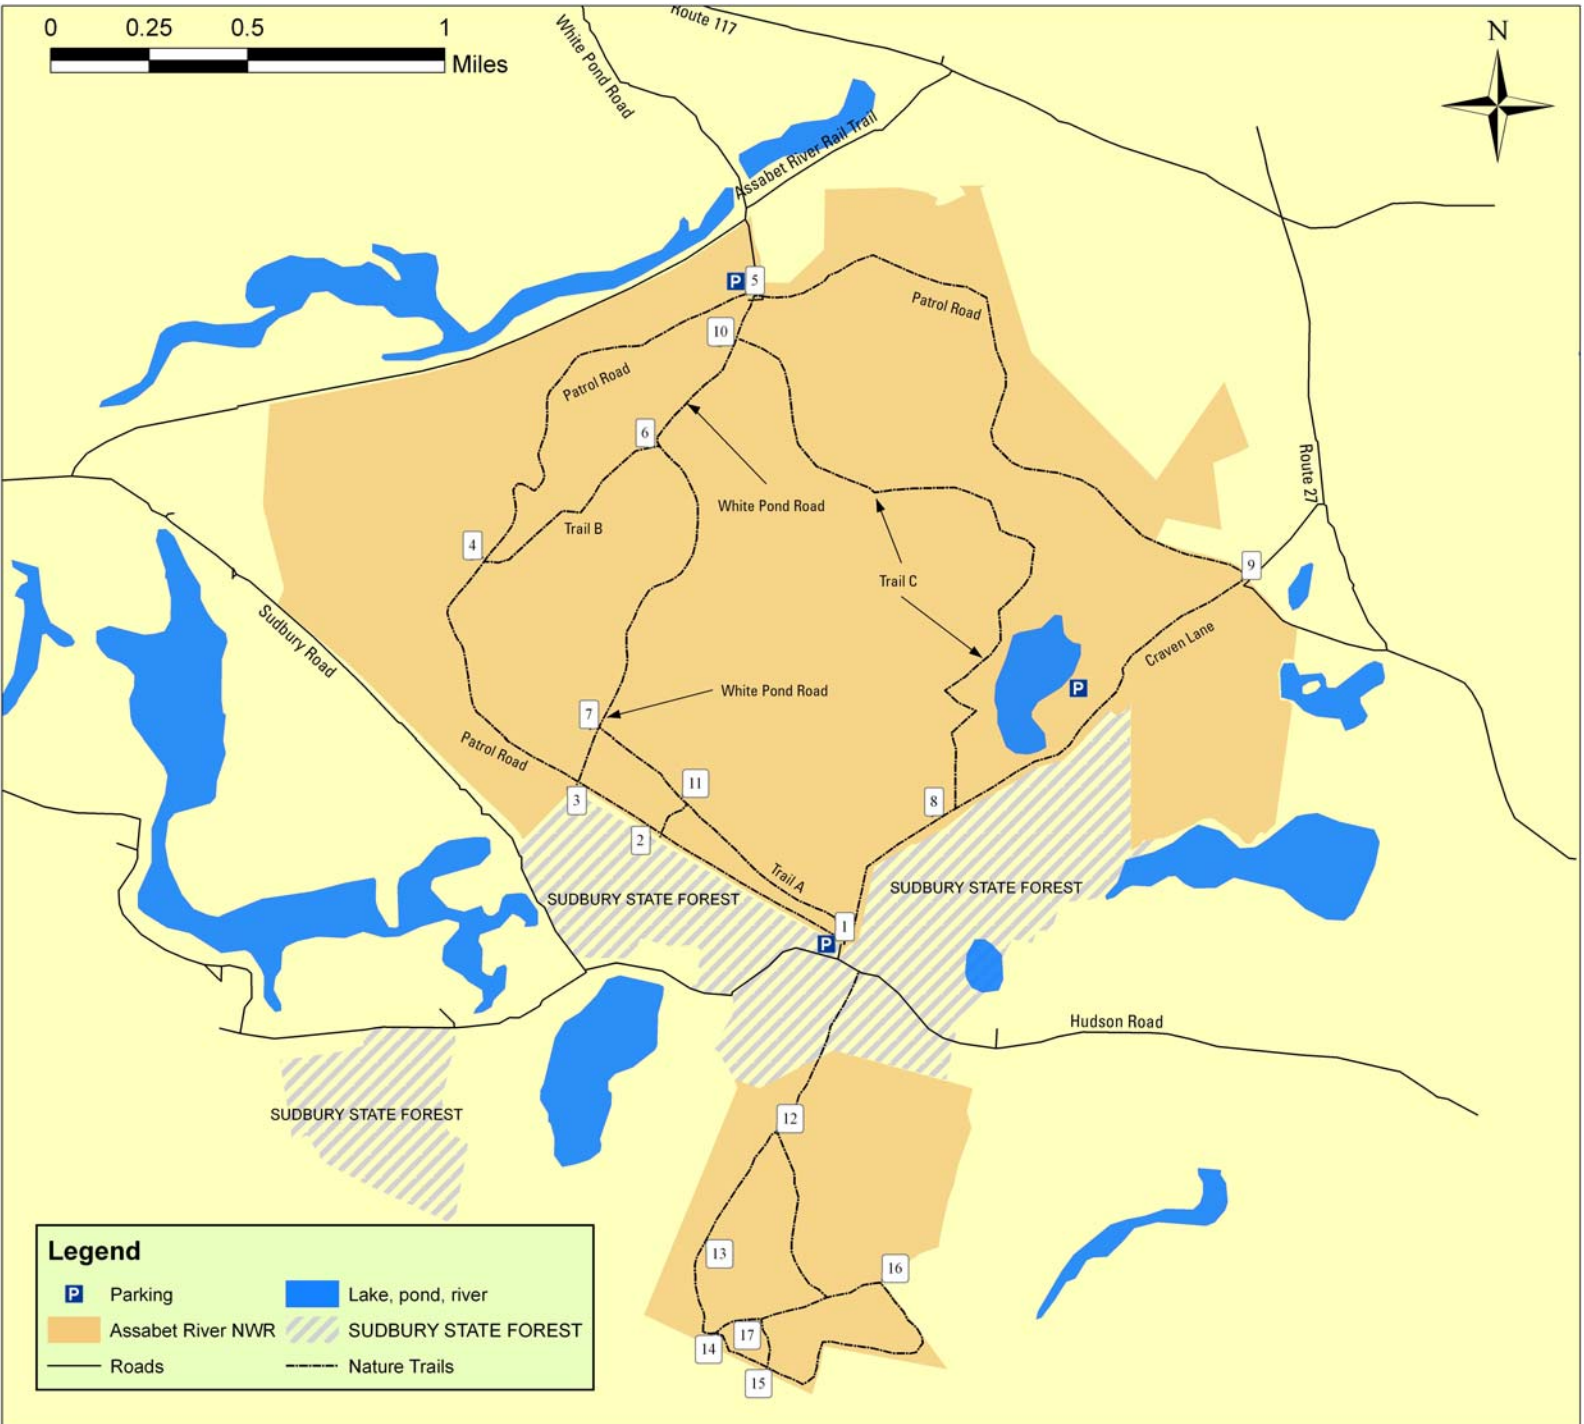 0 0.25 0.5 1
Miles
White Pond Road
Route 117
N
Assabet River Rail Trail
P 5
Patrol Road
10
Patrol Road
6
Route 27
White Pond Road
Trail B
4
9
Trail C
Sudbury Road
Craven Lane
P
White Pond Road
7
Patrol Road
11
3
8
2
Trail A
SUDBURY STATE FOREST
SUDBURY STATE FOREST
1
P
Hudson Road
SUDBURY STATE FOREST
12
13
16
17
14
15
Legend
P Parking
Lake, pond, river
Assabet River NWR
SUDBURY STATE FOREST
Roads
Nature Trails